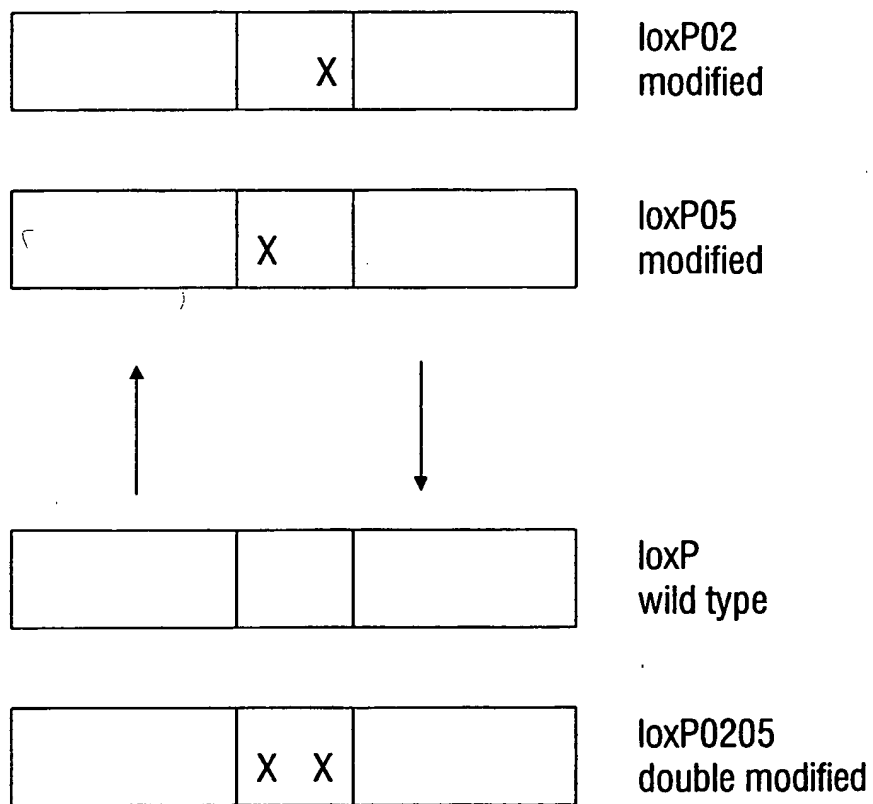 X
loxP02
modified
X
loxP05
modified
loxP
wild type
X X
loxP0205
double modified